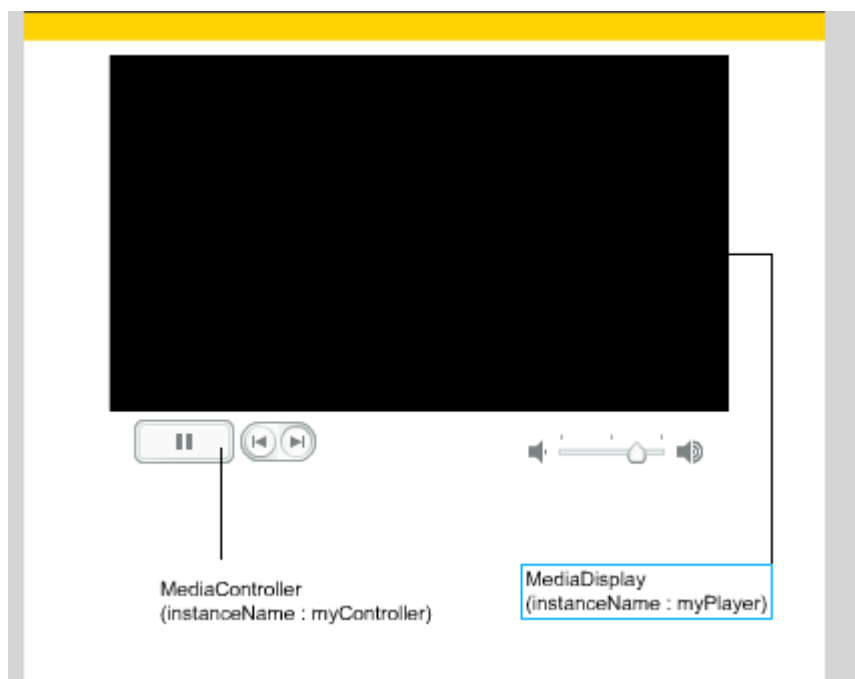 MediaController
(instanceName : myController)
MediaDisplay
(instanceName : myPlayer)